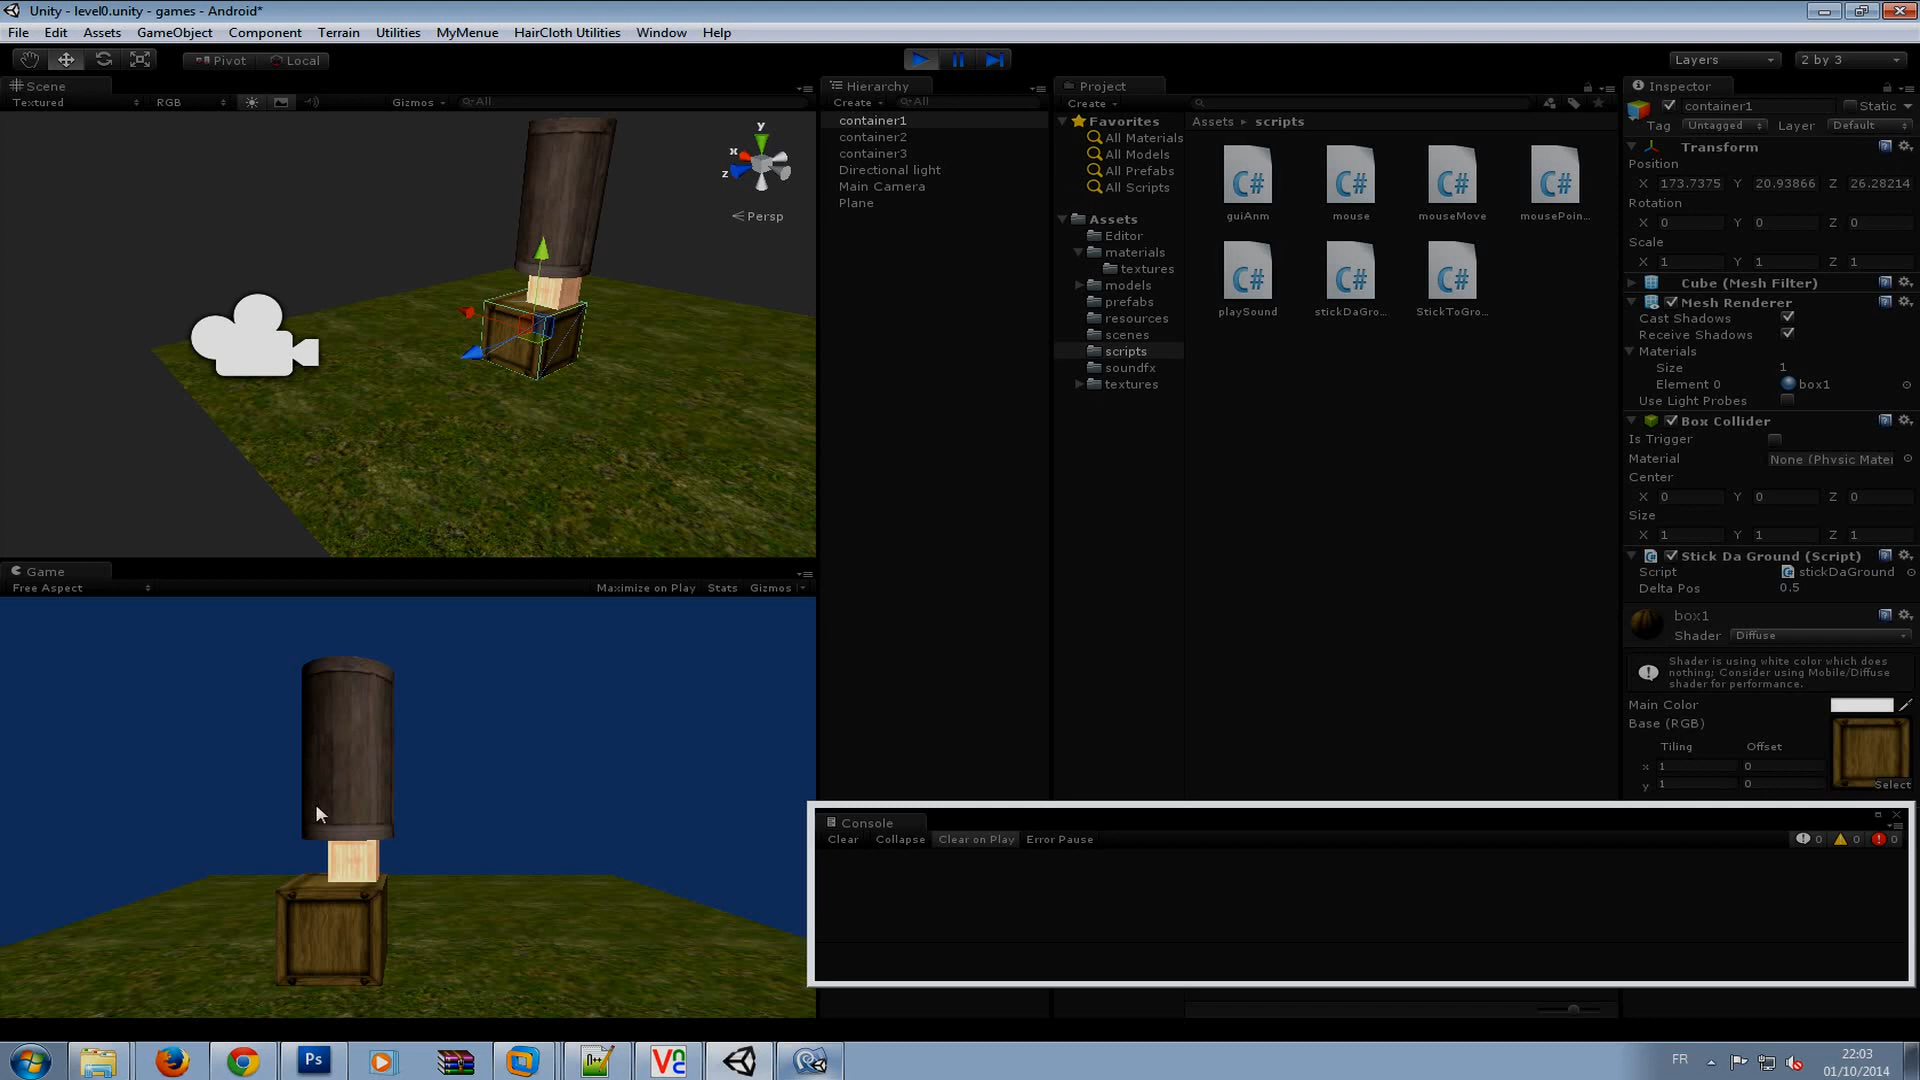 Unity - level0.unity - games - Android*
File Edit Assets GameObject Component Terrain Utilities MyMenue HairCloth Utilities Window Help
Pivot Local Layers 2 by 3
Scene
Textured RGB Gizmos All
y
x
z
Persp
Game
Free Aspect Maximize on Play Stats Gizmos
Hierarchy
Create All
container1
container2
container3
Directional light
Main Camera
Plane
Project
Create
Favorites
All Materials
All Models
All Prefabs
All Scripts
Assets
Editor
materials
textures
models
prefabs
resources
scenes
scripts
soundfx
textures
Assets scripts
C# C# C# C#
guiAnm mouse mouseMove mousePoin...
C# C# C#
playSound stickDaGro... StickToGro...
Inspector
container1 Static
Tag Untagged Layer Default
Transform
Position
X 173.7375 Y 20.93866 Z 26.28214
Rotation
X 0 Y 0 Z 0
Scale
X 1 Y 1 Z 1
Cube (Mesh Filter)
Mesh Renderer
Cast Shadows
Receive Shadows
Materials
Size 1
Element 0 box1
Use Light Probes
Box Collider
Is Trigger
Material None (Physic Mater
Center
X 0 Y 0 Z 0
Size
X 1 Y 1 Z 1
Stick Da Ground (Script)
Script stickDaGround
Delta Pos 0.5
box1
Shader Diffuse
Shader is using white color which does
nothing; Consider using Mobile/Diffuse
shader for performance.
Main Color
Base (RGB)
Tiling Offset
x 1 0
y 1 0
Select
Console
Clear Collapse Clear on Play Error Pause 0 0 0
Ps
n++
FR
22:03
01/10/2014